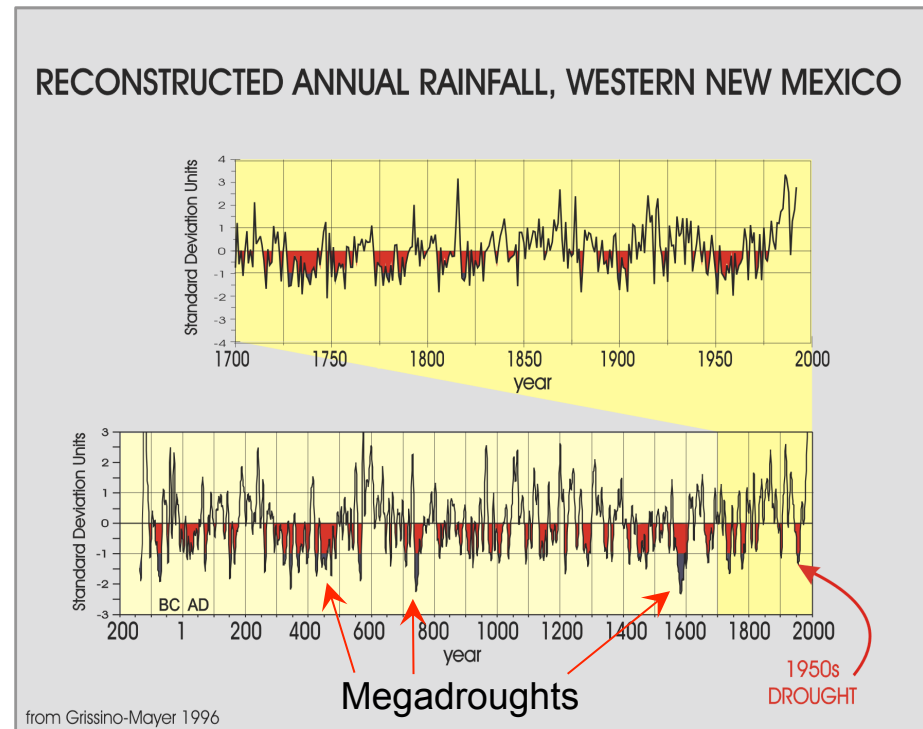 RECONSTRUCTED ANNUAL RAINFALL, WESTERN NEW MEXICO
Standard Deviation Units
4
3
2
1
0
-1
-2
-3
-4
1700 1750 1800 1850 1900 1950 2000
year
Standard Deviation Units
3
2
1
0
-1
-2
-3
BC AD
200 1 200 400 600 800 1000 1200 1400 1600 1800 2000
year
Megadroughts
1950s
DROUGHT
from Grissino-Mayer 1996